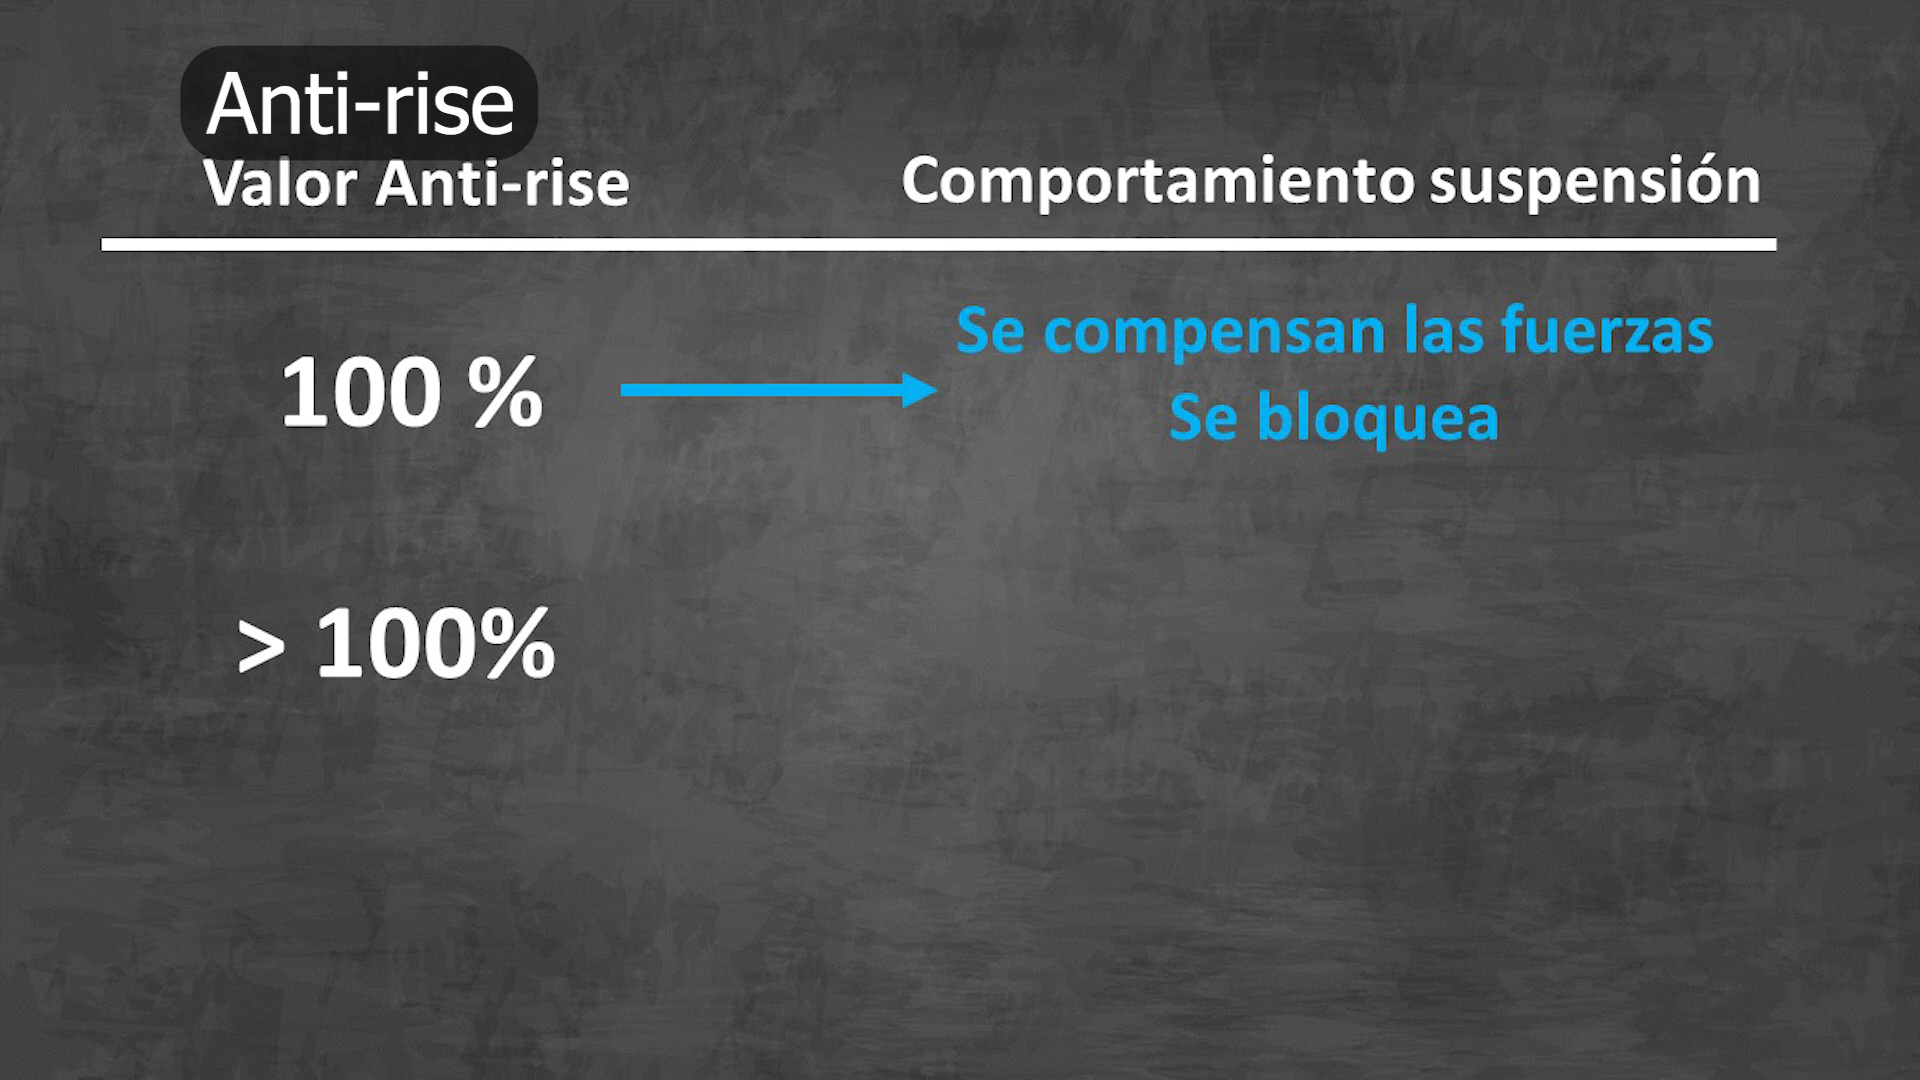 Anti-rise
Valor Anti-rise
Comportamiento suspensión
100 %
Se compensan las fuerzas
Se bloquea
> 100%